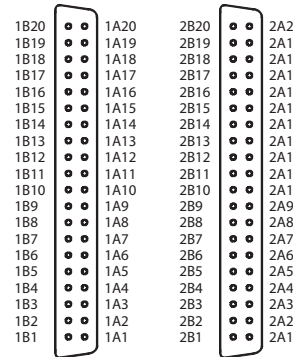 1B20 1A20 2B20 2A2
1B19 1A19 2B19 2A1
1B18 1A18 2B18 2A1
1B17 1A17 2B17 2A1
1B16 1A16 2B16 2A1
1B15 1A15 2B15 2A1
1B14 1A14 2B14 2A1
1B13 1A13 2B13 2A1
1B12 1A12 2B12 2A1
1B11 1A11 2B11 2A1
1B10 1A10 2B10 2A1
1B9 1A9 2B9 2A9
1B8 1A8 2B8 2A8
1B7 1A7 2B7 2A7
1B6 1A6 2B6 2A6
1B5 1A5 2B5 2A5
1B4 1A4 2B4 2A4
1B3 1A3 2B3 2A3
1B2 1A2 2B2 2A2
1B1 1A1 2B1 2A1